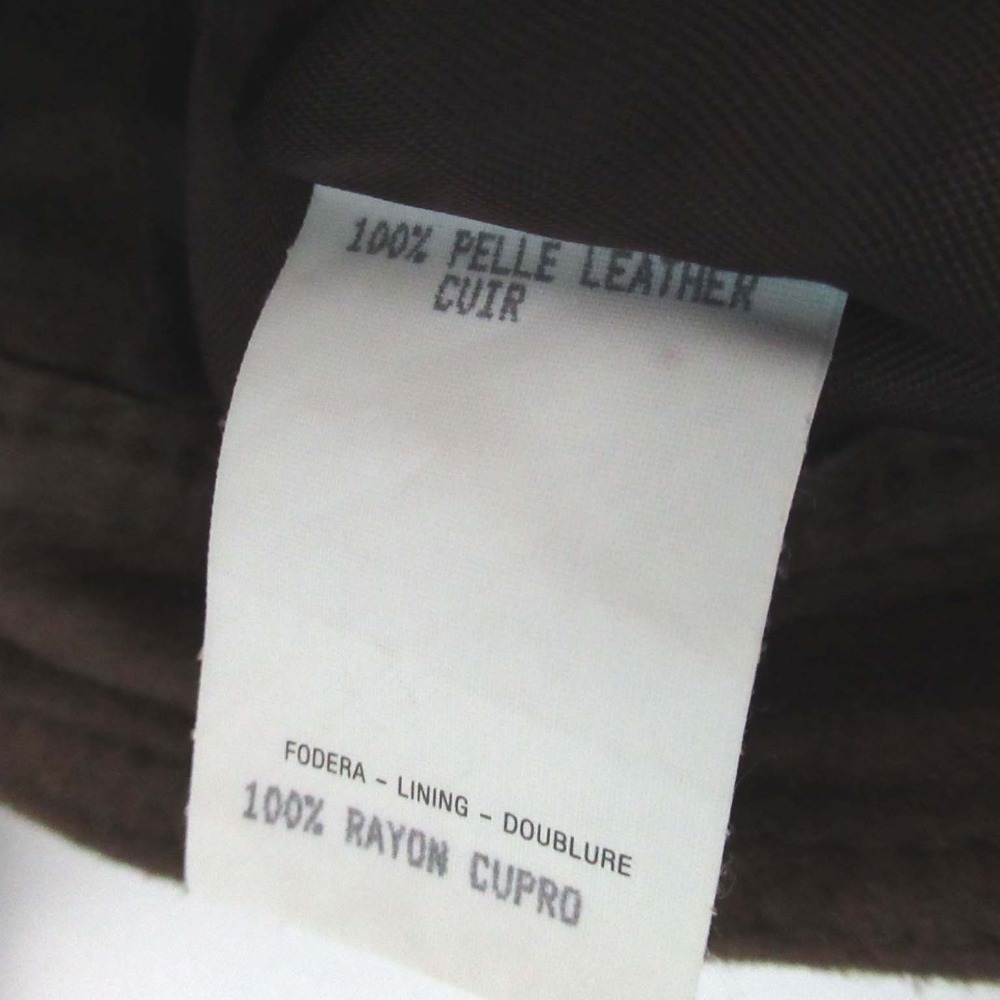 100% PELLE LEATHER
CUIR
FODERA - LINING - DOUBLURE
100% RAYON CUPRO